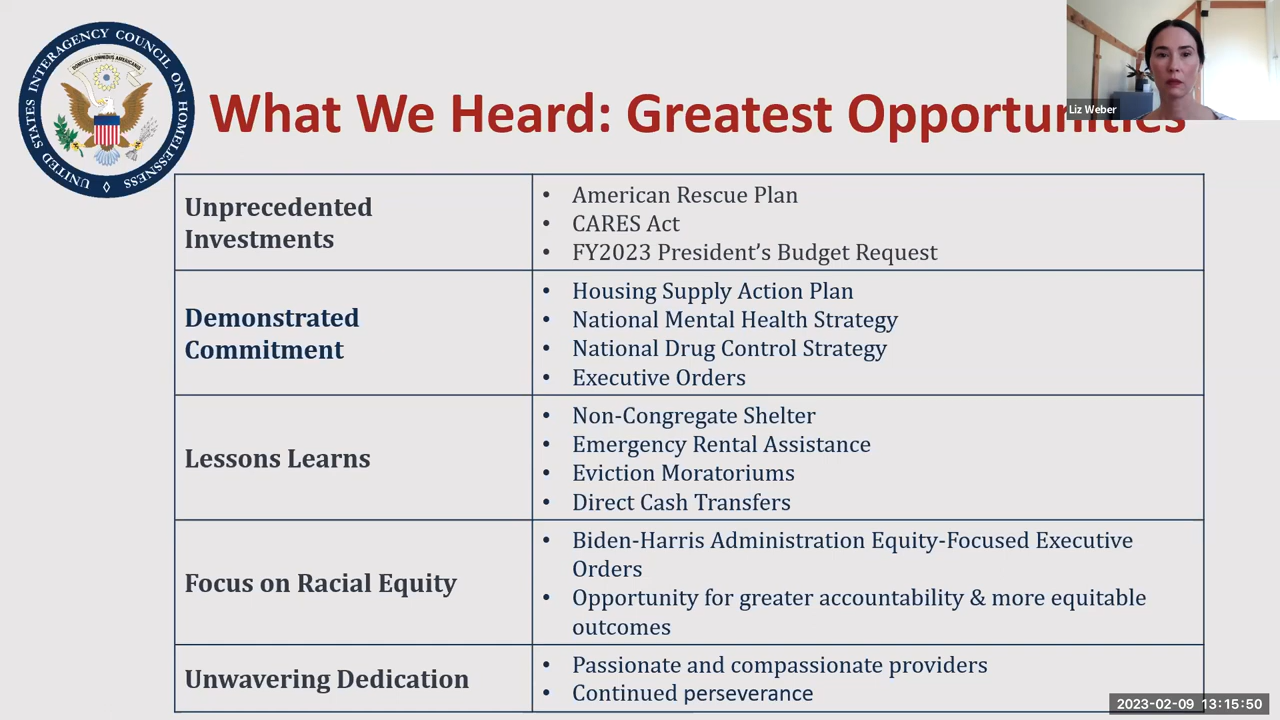 UNITED STATES INTERAGENCY COUNCIL ON HOMELESSNESS
Liz Weber
What We Heard: Greatest Opportunities
Unprecedented
Investments
• American Rescue Plan
• CARES Act
• FY2023 President’s Budget Request
Demonstrated
Commitment
• Housing Supply Action Plan
• National Mental Health Strategy
• National Drug Control Strategy
• Executive Orders
Lessons Learns
• Non-Congregate Shelter
• Emergency Rental Assistance
• Eviction Moratoriums
• Direct Cash Transfers
Focus on Racial Equity
• Biden-Harris Administration Equity-Focused Executive
Orders
• Opportunity for greater accountability & more equitable
outcomes
Unwavering Dedication
• Passionate and compassionate providers
• Continued perseverance
2023-02-09 13:15:50